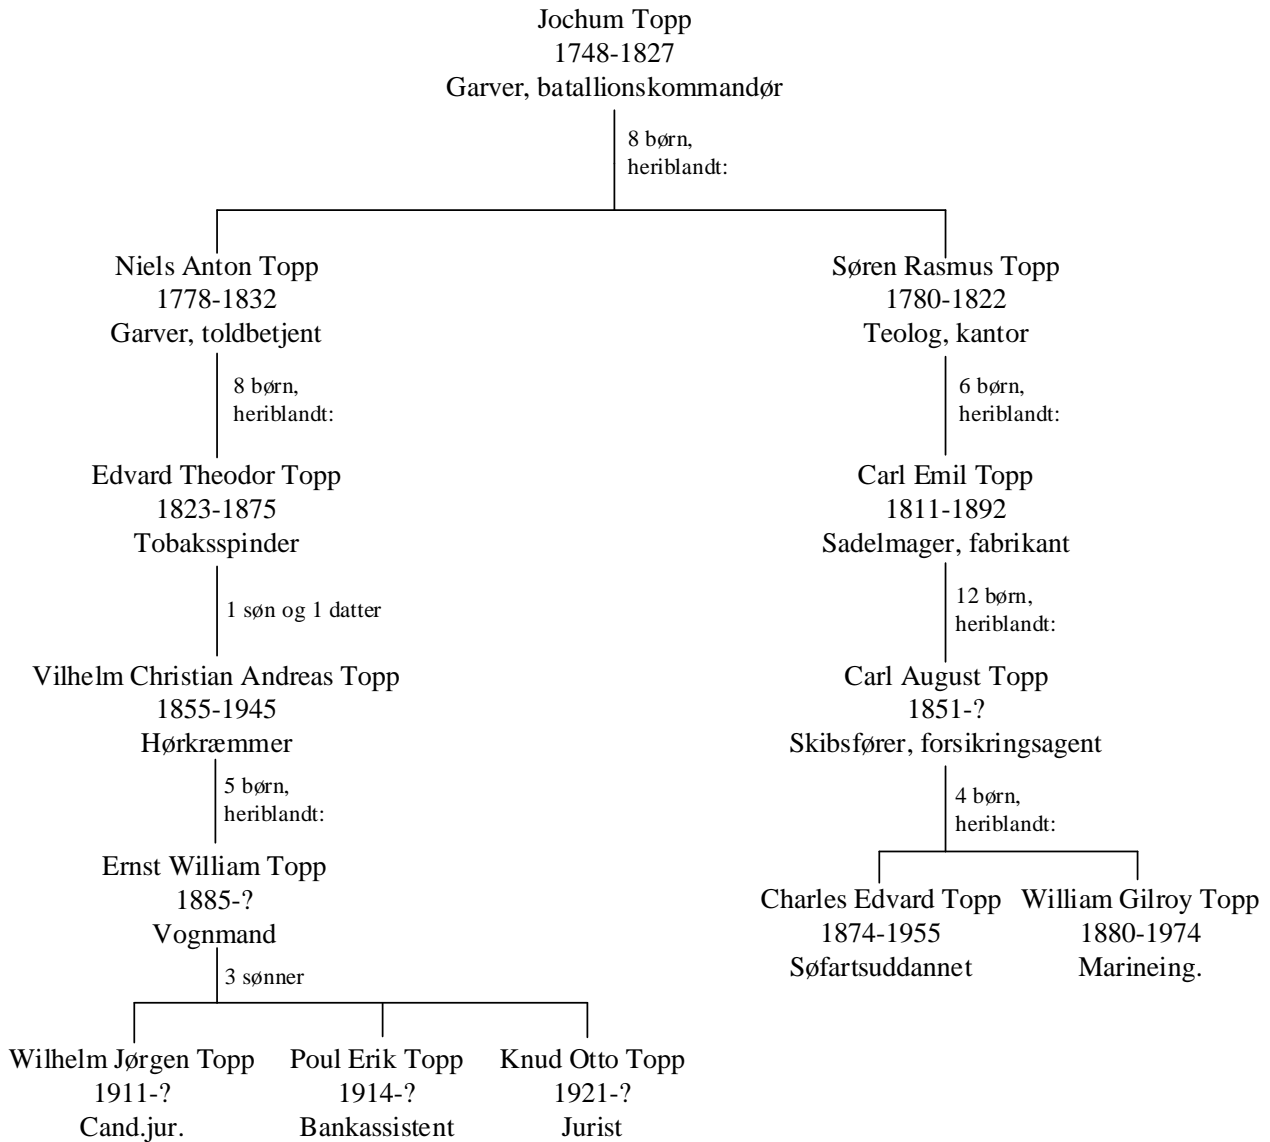 Jochum Topp
1748-1827
Garver, batallionskommandør
8 børn,
heriblandt:
Niels Anton Topp
1778-1832
Garver, toldbetjent
Søren Rasmus Topp
1780-1822
Teolog, kantor
8 børn,
heriblandt:
6 børn,
heriblandt:
Edvard Theodor Topp
1823-1875
Tobaksspinder
Carl Emil Topp
1811-1892
Sadelmager, fabrikant
1 søn og 1 datter
12 børn,
heriblandt:
Vilhelm Christian Andreas Topp
1855-1945
Hørkræmmer
Carl August Topp
1851-?
Skibsfører, forsikringsagent
5 børn,
heriblandt:
4 børn,
heriblandt:
Ernst William Topp
1885-?
Vognmand
Charles Edvard Topp
1874-1955
Søfartsuddannet
William Gilroy Topp
1880-1974
Marineing.
3 sønner
Wilhelm Jørgen Topp
1911-?
Cand.jur.
Poul Erik Topp
1914-?
Bankassistent
Knud Otto Topp
1921-?
Jurist